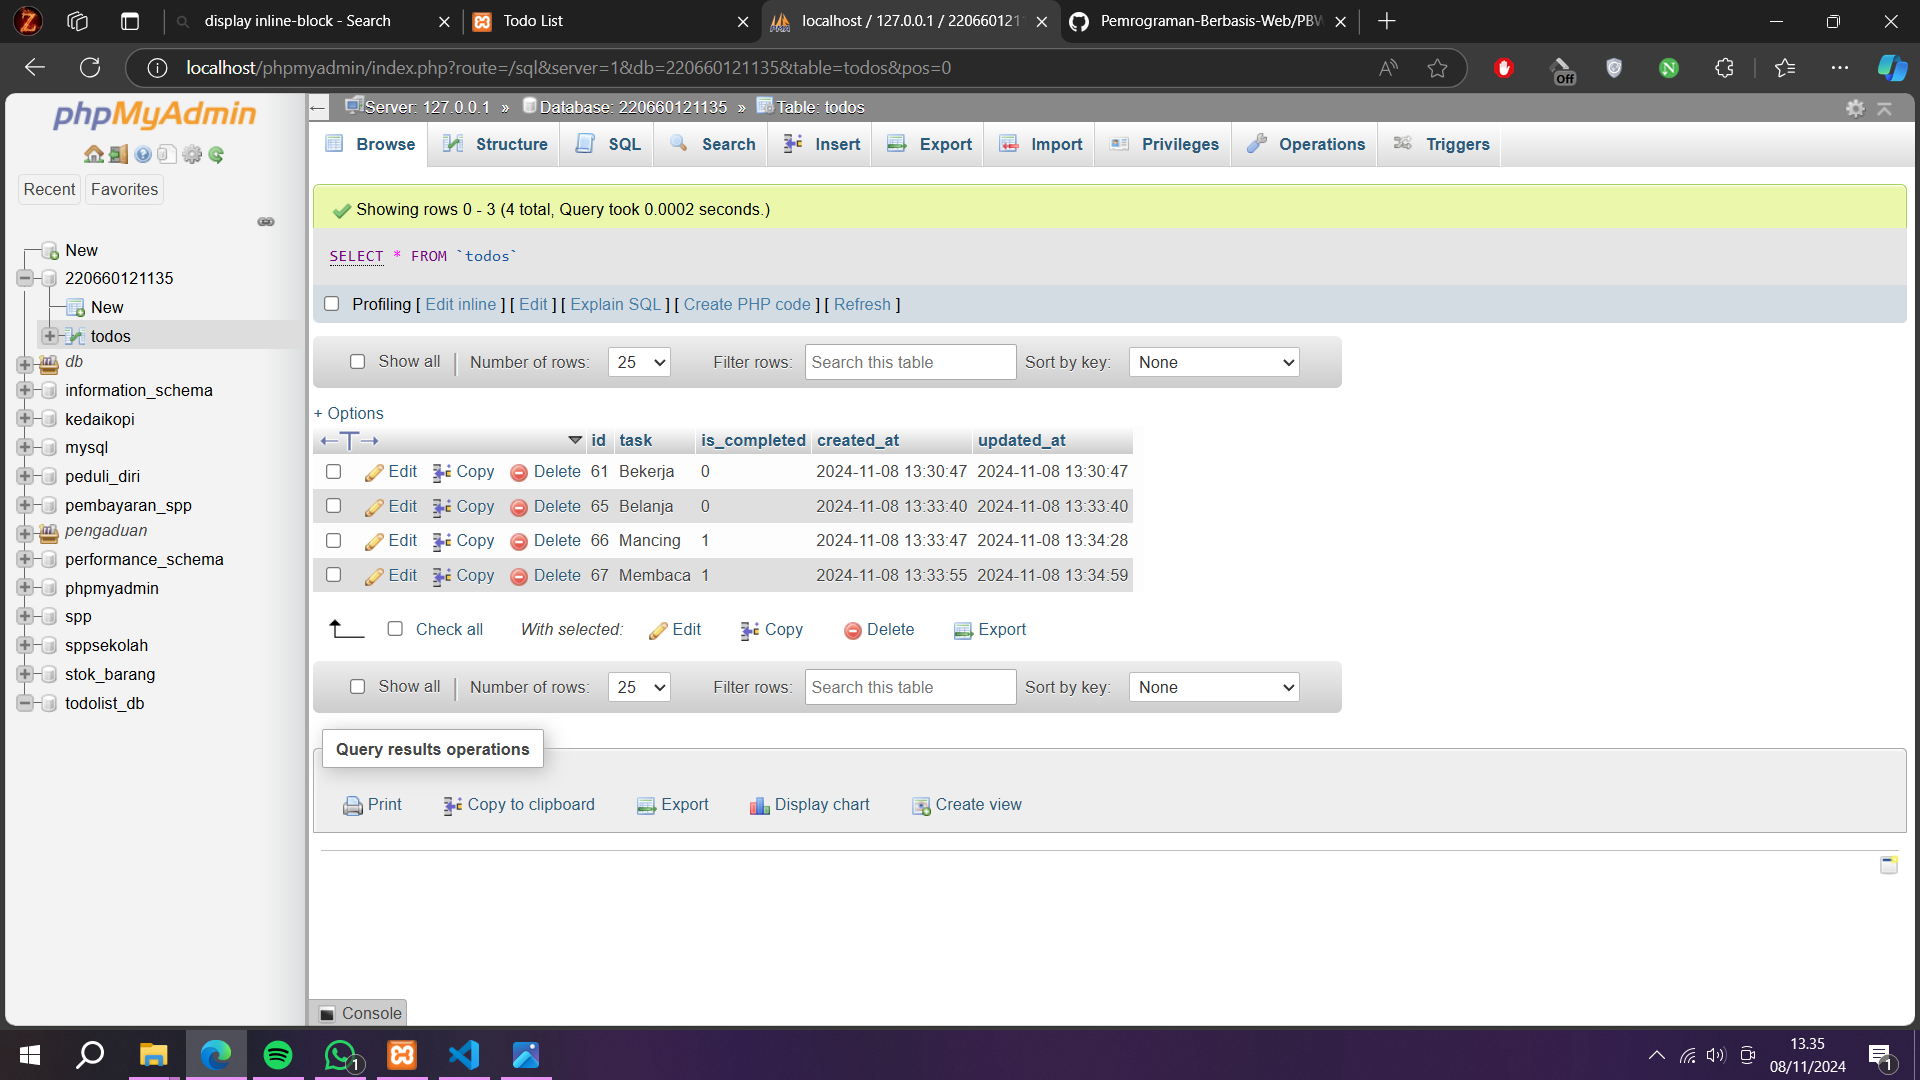 display inline-block - Search
Todo List
localhost / 127.0.0.1 / 220660121
Pemrograman-Berbasis-Web/PBW
localhost/phpmyadmin/index.php?route=/sql&server=1&db=220660121135&table=todos&pos=0
Off
phpMyAdmin
Recent Favorites
New
220660121135
New
todos
db
information_schema
kedaikopi
mysql
peduli_diri
pembayaran_spp
pengaduan
performance_schema
phpmyadmin
spp
sppsekolah
stok_barang
todolist_db
Server: 127.0.0.1 » Database: 220660121135 » Table: todos
Browse Structure SQL Search Insert Export Import Privileges Operations Triggers
Showing rows 0 - 3 (4 total, Query took 0.0002 seconds.)
SELECT * FROM `todos`
Profiling [ Edit inline ] [ Edit ] [ Explain SQL ] [ Create PHP code ] [ Refresh ]
Show all Number of rows: 25 Filter rows: Search this table Sort by key: None
+ Options
←T→ id task is_completed created_at updated_at
Edit Copy Delete 61 Bekerja 0 2024-11-08 13:30:47 2024-11-08 13:30:47
Edit Copy Delete 65 Belanja 0 2024-11-08 13:33:40 2024-11-08 13:33:40
Edit Copy Delete 66 Mancing 1 2024-11-08 13:33:47 2024-11-08 13:34:28
Edit Copy Delete 67 Membaca 1 2024-11-08 13:33:55 2024-11-08 13:34:59
Check all With selected: Edit Copy Delete Export
Show all Number of rows: 25 Filter rows: Search this table Sort by key: None
Query results operations
Print Copy to clipboard Export Display chart Create view
Console
1
13.35
08/11/2024
1